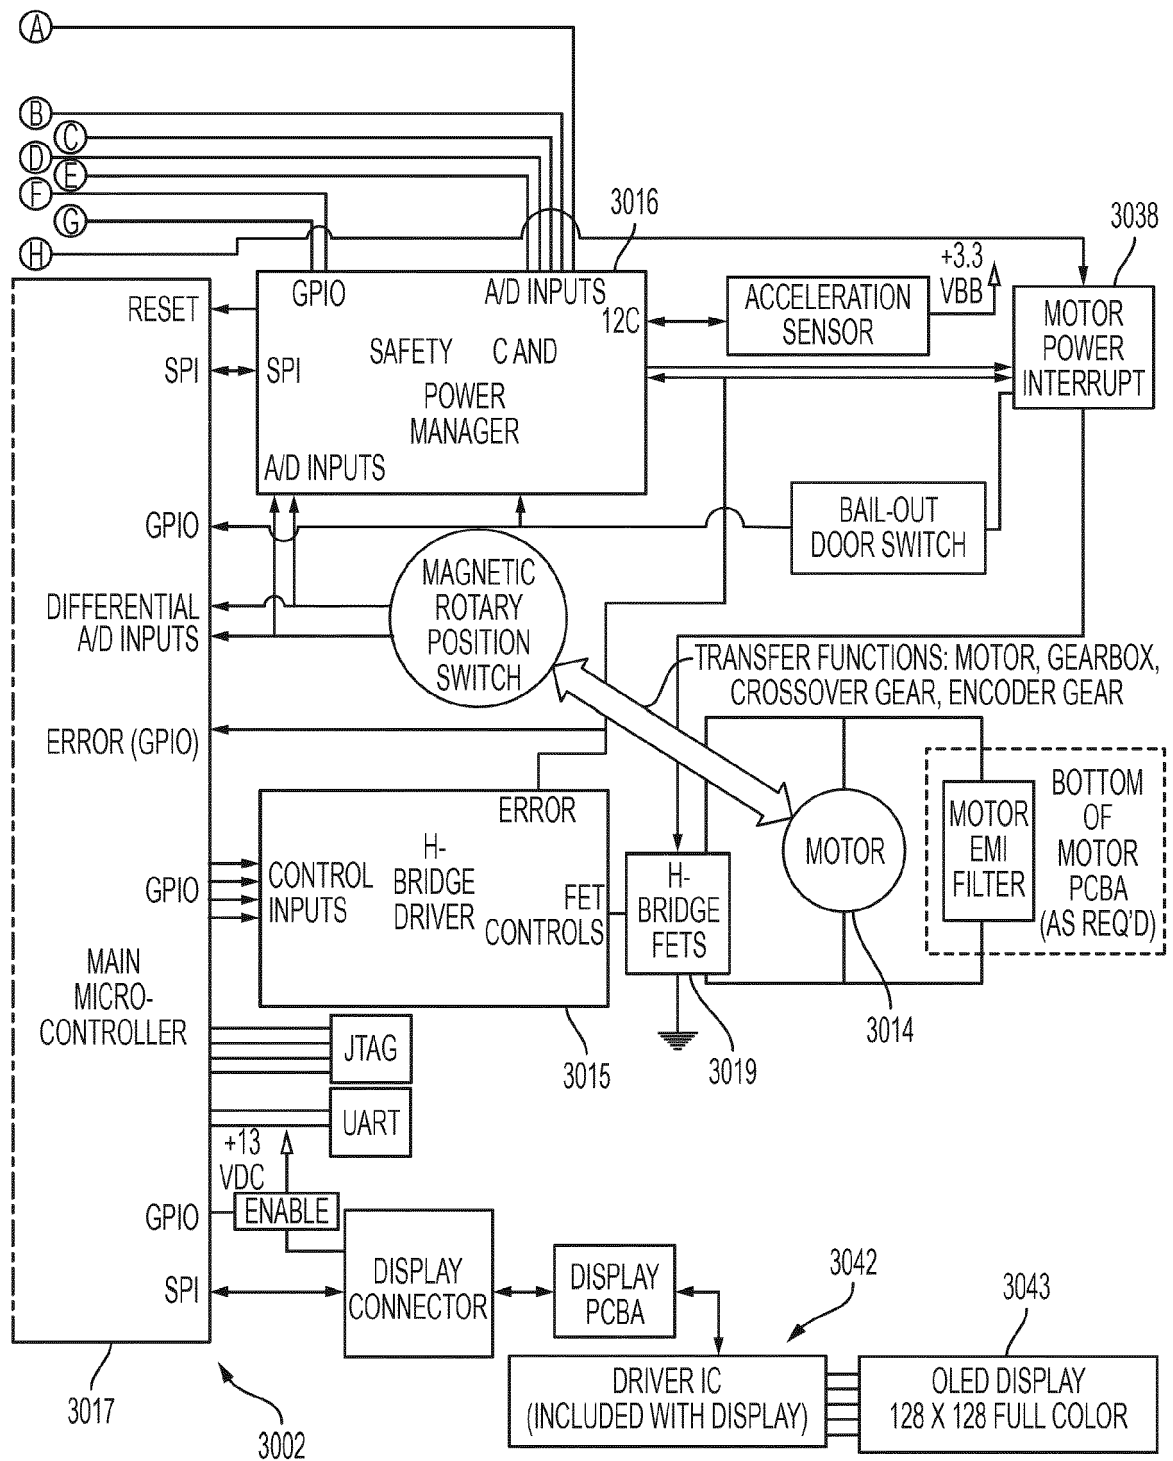 A
B
C
D
E
F
G
H
3016
3038
RESET
GPIO
A/D INPUTS
12C
ACCELERATION
SENSOR
+3.3
VBB
MOTOR
POWER
INTERRUPT
SPI
SPI
SAFETY C AND
POWER
MANAGER
A/D INPUTS
GPIO
BAIL-OUT
DOOR SWITCH
MAGNETIC
ROTARY
POSITION
SWITCH
DIFFERENTIAL
A/D INPUTS
TRANSFER FUNCTIONS: MOTOR, GEARBOX,
CROSSOVER GEAR, ENCODER GEAR
ERROR (GPIO)
ERROR
GPIO
CONTROL
INPUTS
H-
BRIDGE
DRIVER
FET
CONTROLS
H-
BRIDGE
FETS
MOTOR
MOTOR
EMI
FILTER
BOTTOM
OF
MOTOR
PCBA
(AS REQ'D)
MAIN
MICRO-
CONTROLLER
3015
3019
3014
JTAG
UART
+13
VDC
GPIO
ENABLE
SPI
DISPLAY
CONNECTOR
DISPLAY
PCBA
3042
3043
DRIVER IC
(INCLUDED WITH DISPLAY)
OLED DISPLAY
128 X 128 FULL COLOR
3017
3002